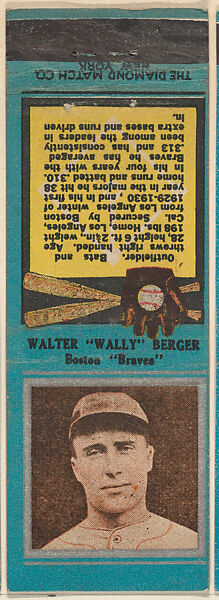 THE DIAMOND MATCH CO.
NEW YORK
Outfielder. Bats and
throws right handed. Age,
28, height 6 ft. weight
198 lbs. Home, Los Angeles,
Cal. Secured by Boston
from Los Angeles winter of
1929-1930, and in his first
year in the majors he hit 38
home runs and batted .310.
In his four years with the
Braves he has averaged
.313 and has consistently
been among the leaders in
extra bases and runs driven
in.
WALTER "WALLY" BERGER
Boston "Braves"